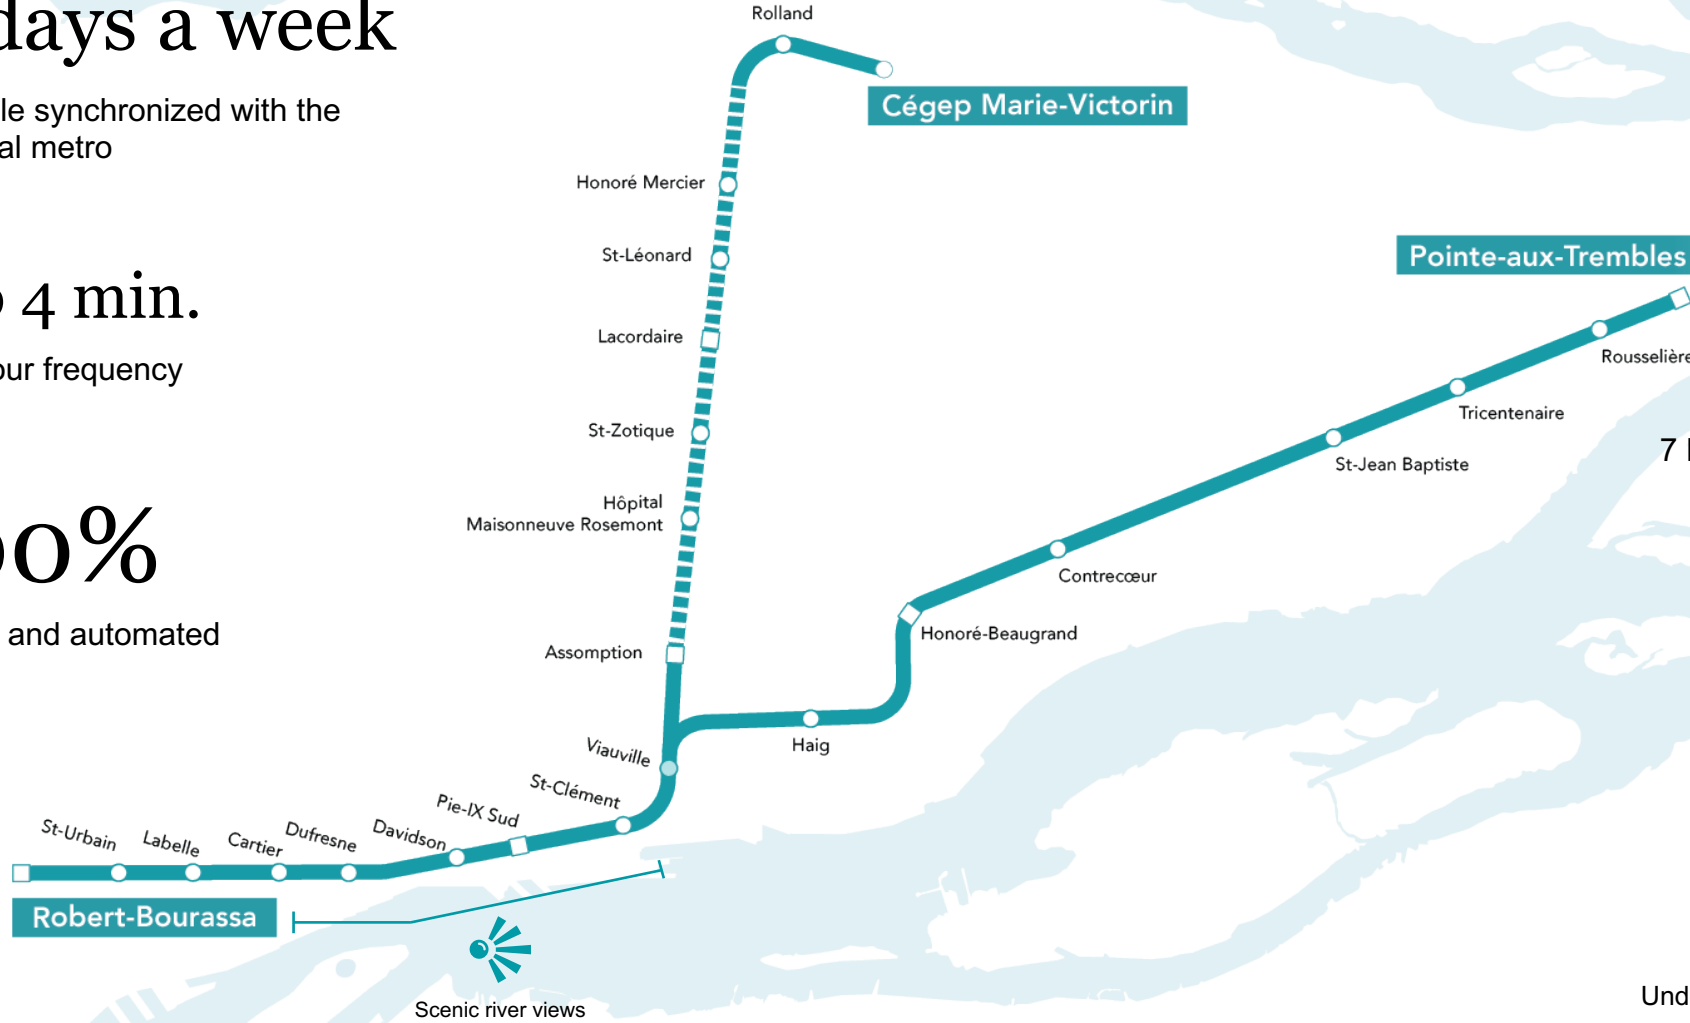 days a week
le synchronized with the
al metro
4 min.
our frequency
00%
and automated
Rolland
Cégep Marie-Victorin
Honoré Mercier
St-Léonard
Lacordaire
St-Zotique
Hôpital
Maisonneuve Rosemont
Assomption
Viauville
St-Clément
Pie-IX Sud
Davidson
Dufresne
Cartier
Labelle
St-Urbain
Robert-Bourassa
Scenic river views
Haig
Honoré-Beaugrand
Contrecœur
St-Jean Baptiste
Tricentenaire
Rousselière
Pointe-aux-Trembles
7
Und